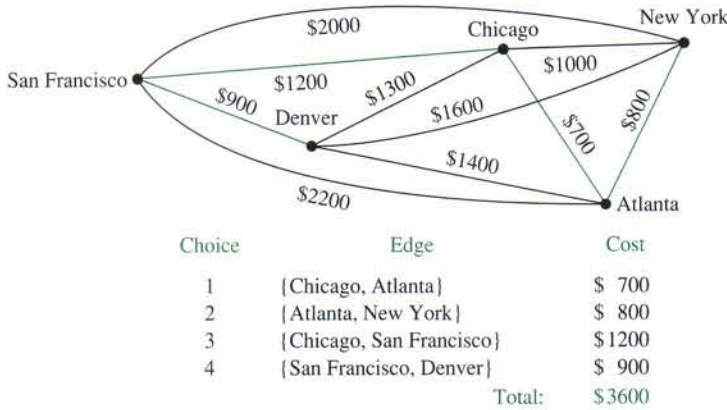 New York
$2000
Chicago
San Francisco
$1200
$1300
$1000
$900
Denver
$1600
$700
$800
$1400
$2200
Atlanta
Choice Edge Cost
1 {Chicago, Atlanta} $ 700
2 {Atlanta, New York} $ 800
3 {Chicago, San Francisco} $1200
4 {San Francisco, Denver} $ 900
Total: $3600